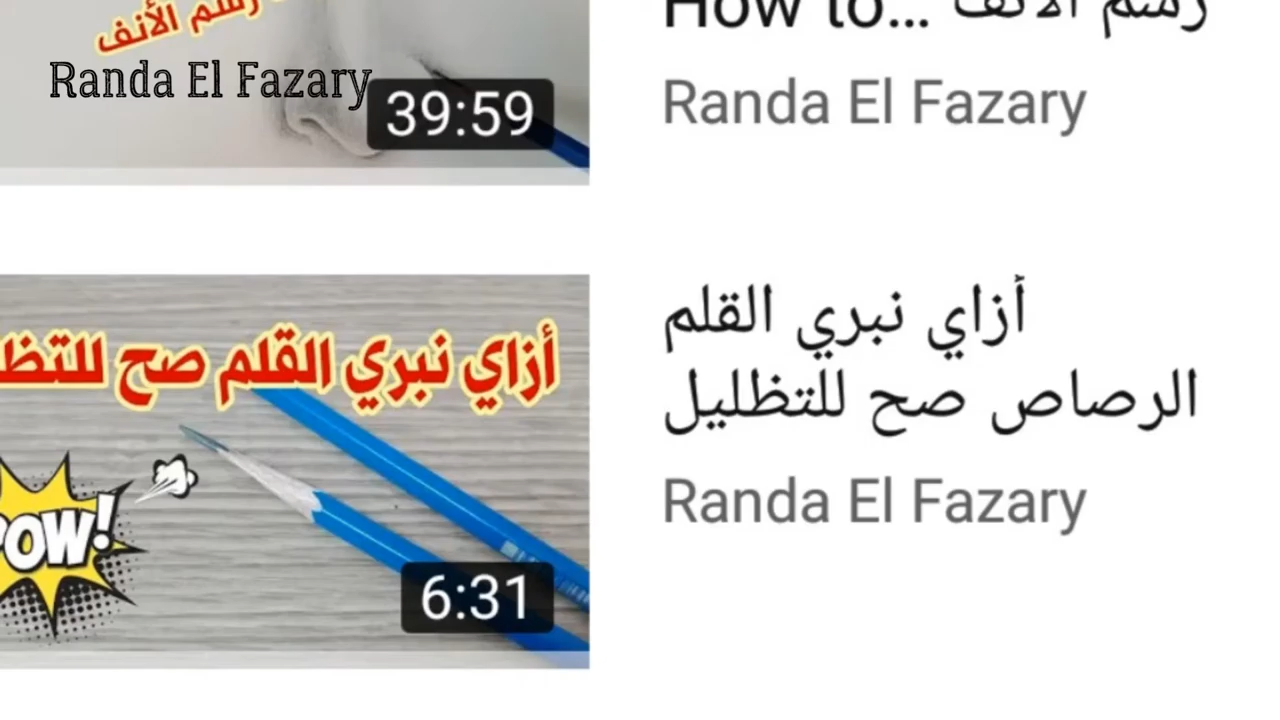 رسم الأنف
Randa El Fazary
39:59
How to... رسم الأنف
Randa El Fazary
أزاي نبري القلم صح
POW!
6:31
أزاي نبري القلم
الرصاص صح للتظليل
Randa El Fazary